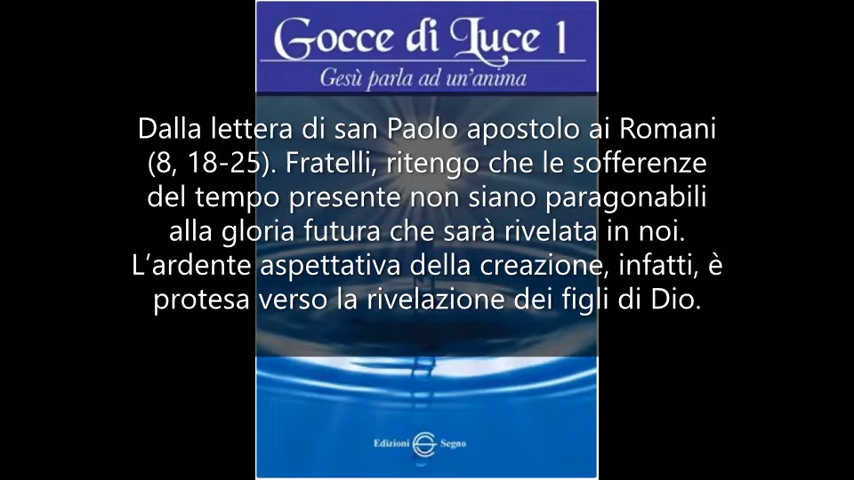 Gocce di Luce 1
Gesù parla ad un'anima
Dalla lettera di san Paolo apostolo ai Romani
(8, 18-25). Fratelli, ritengo che le sofferenze
del tempo presente non siano paragonabili
alla gloria futura che sarà rivelata in noi.
L’ardente aspettativa della creazione, infatti, è
protesa verso la rivelazione dei figli di Dio.
Edizioni Segno